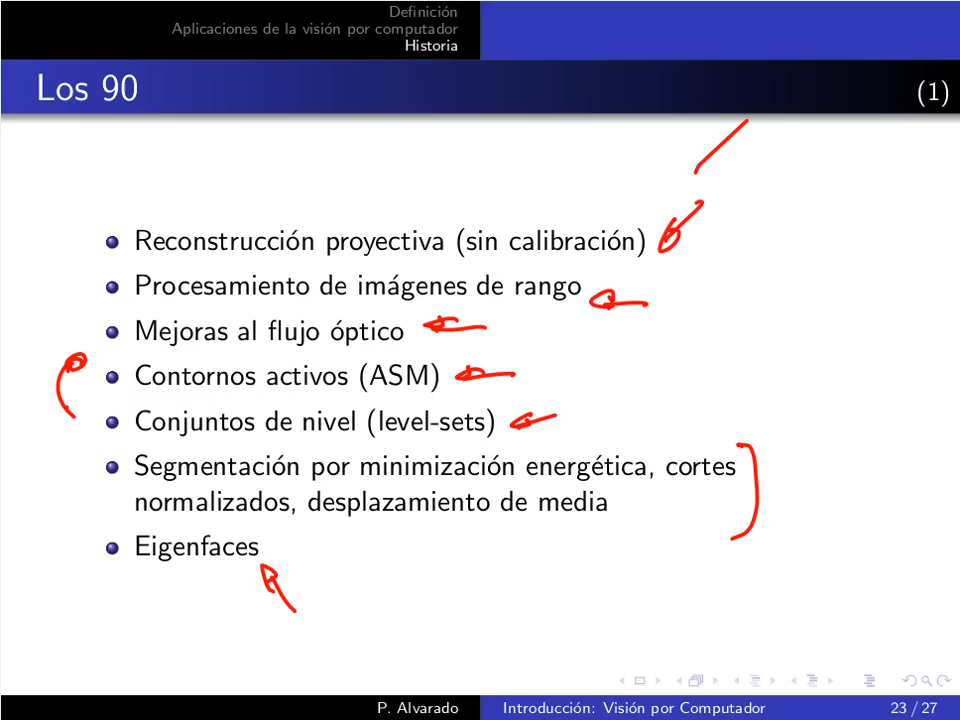 Definición
Aplicaciones de la visión por computador
Historia
Los 90
(1)
Reconstrucción proyectiva (sin calibración)
Procesamiento de imágenes de rango
Mejoras al flujo óptico
Contornos activos (ASM)
Conjuntos de nivel (level-sets)
Segmentación por minimización energética, cortes
normalizados, desplazamiento de media
Eigenfaces
P. Alvarado
Introducción: Visión por Computador
23 / 27